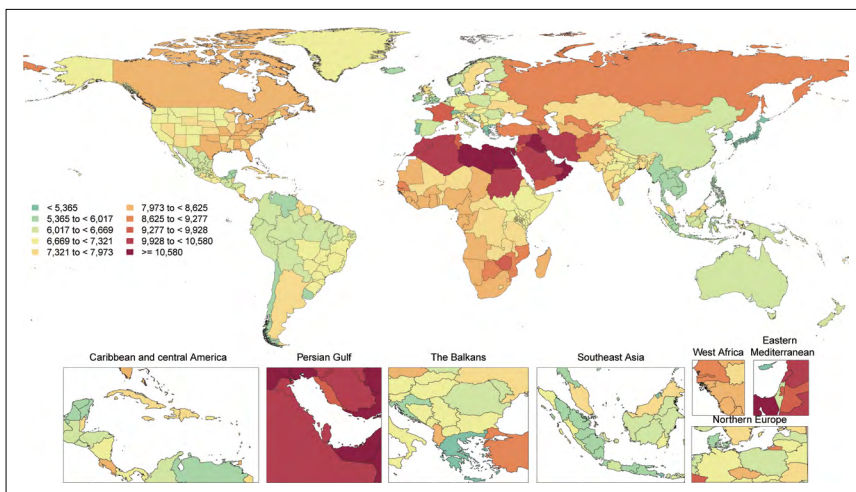 < 5,365
5,365 to < 6,017
6,017 to < 6,669
6,669 to < 7,321
7,321 to < 7,973
7,973 to < 8,625
8,625 to < 9,277
9,277 to < 9,928
9,928 to < 10,580
>= 10,580
Caribbean and central America
Persian Gulf
The Balkans
Southeast Asia
West Africa
Eastern
Mediterranean
Northern Europe